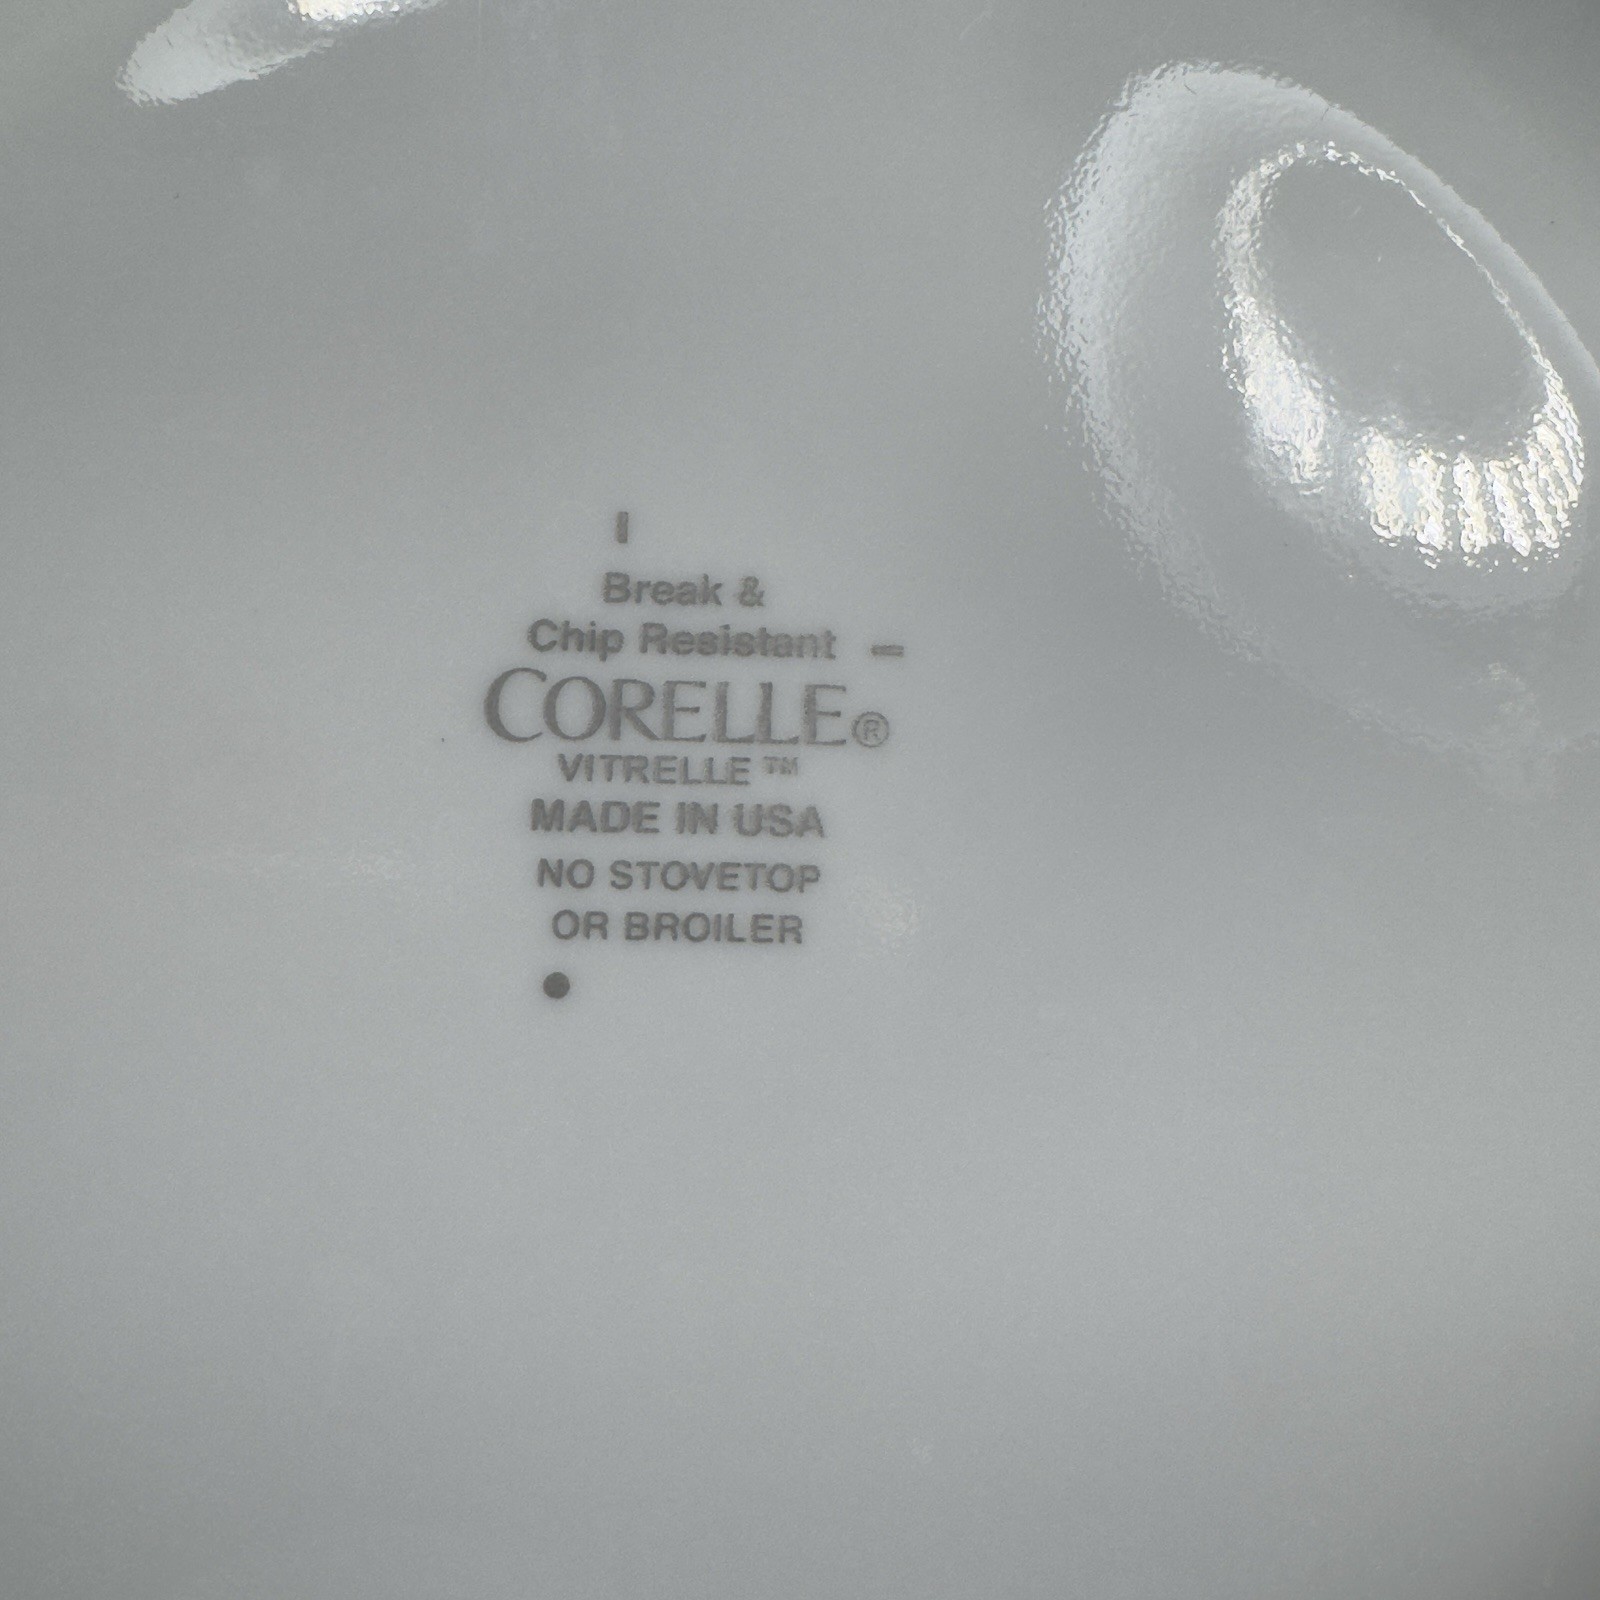 Break &
Chip Resistant
CORELLE®
VITRELLE™
MADE IN USA
NO STOVETOP
OR BROILER